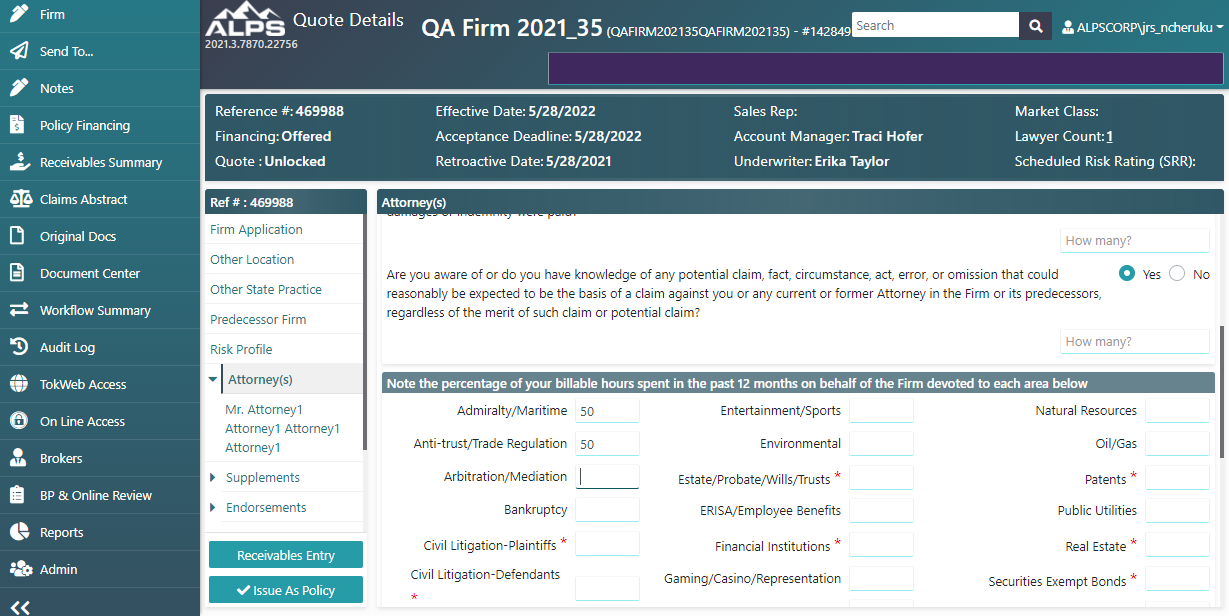 Firm
Send To...
Notes
Policy Financing
Receivables Summary
Claims Abstract
Original Docs
Document Center
Workflow Summary
Audit Log
TokWeb Access
On Line Access
Brokers
BP & Online Review
Reports
Admin
ALPS
2021.3.7870.22756
Quote Details
QA Firm 2021_35 (QAFIRM202135QAFIRM202135) - #142849
Search
ALPSCORP\jrs_ncheruku
Reference #: 469988
Financing: Offered
Quote : Unlocked
Effective Date: 5/28/2022
Acceptance Deadline: 5/28/2022
Retroactive Date: 5/28/2021
Sales Rep:
Account Manager: Traci Hofer
Underwriter: Erika Taylor
Market Class:
Lawyer Count: 1
Scheduled Risk Rating (SRR):
Ref # : 469988
Firm Application
Other Location
Other State Practice
Predecessor Firm
Risk Profile
Attorney(s)
Mr. Attorney1
Attorney1 Attorney1
Attorney1
Supplements
Endorsements
Receivables Entry
Issue As Policy
Attorney(s)
damages or indemnity were paid?
How many?
Are you aware of or do you have knowledge of any potential claim, fact, circumstance, act, error, or omission that could
reasonably be expected to be the basis of a claim against you or any current or former Attorney in the Firm or its predecessors,
regardless of the merit of such claim or potential claim?
Yes No
How many?
Note the percentage of your billable hours spent in the past 12 months on behalf of the Firm devoted to each area below
Admiralty/Maritime 50 Entertainment/Sports Natural Resources
Anti-trust/Trade Regulation 50 Environmental Oil/Gas
Arbitration/Mediation Estate/Probate/Wills/Trusts * Patents *
Bankruptcy ERISA/Employee Benefits Public Utilities
Civil Litigation-Plaintiffs * Financial Institutions * Real Estate *
Civil Litigation-Defendants Gaming/Casino/Representation Securities Exempt Bonds *
*